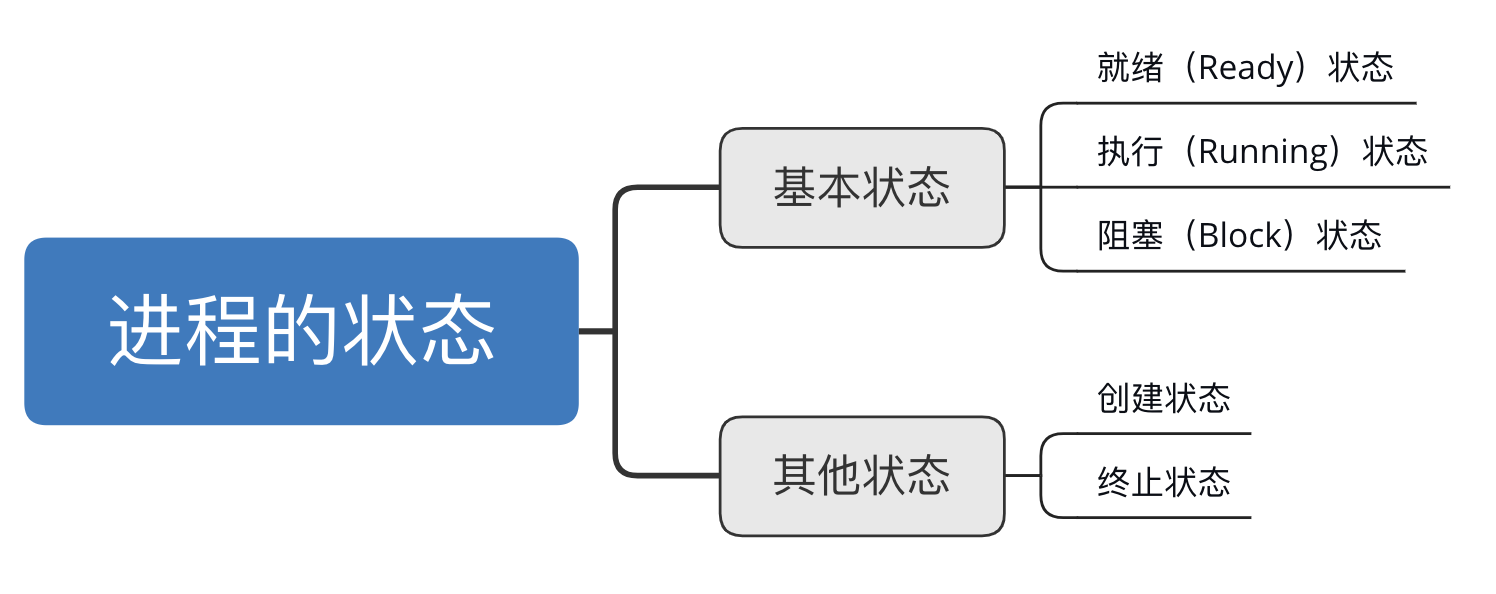 进程的状态
基本状态
就绪（Ready）状态
执行（Running）状态
阻塞（Block）状态
其他状态
创建状态
终止状态